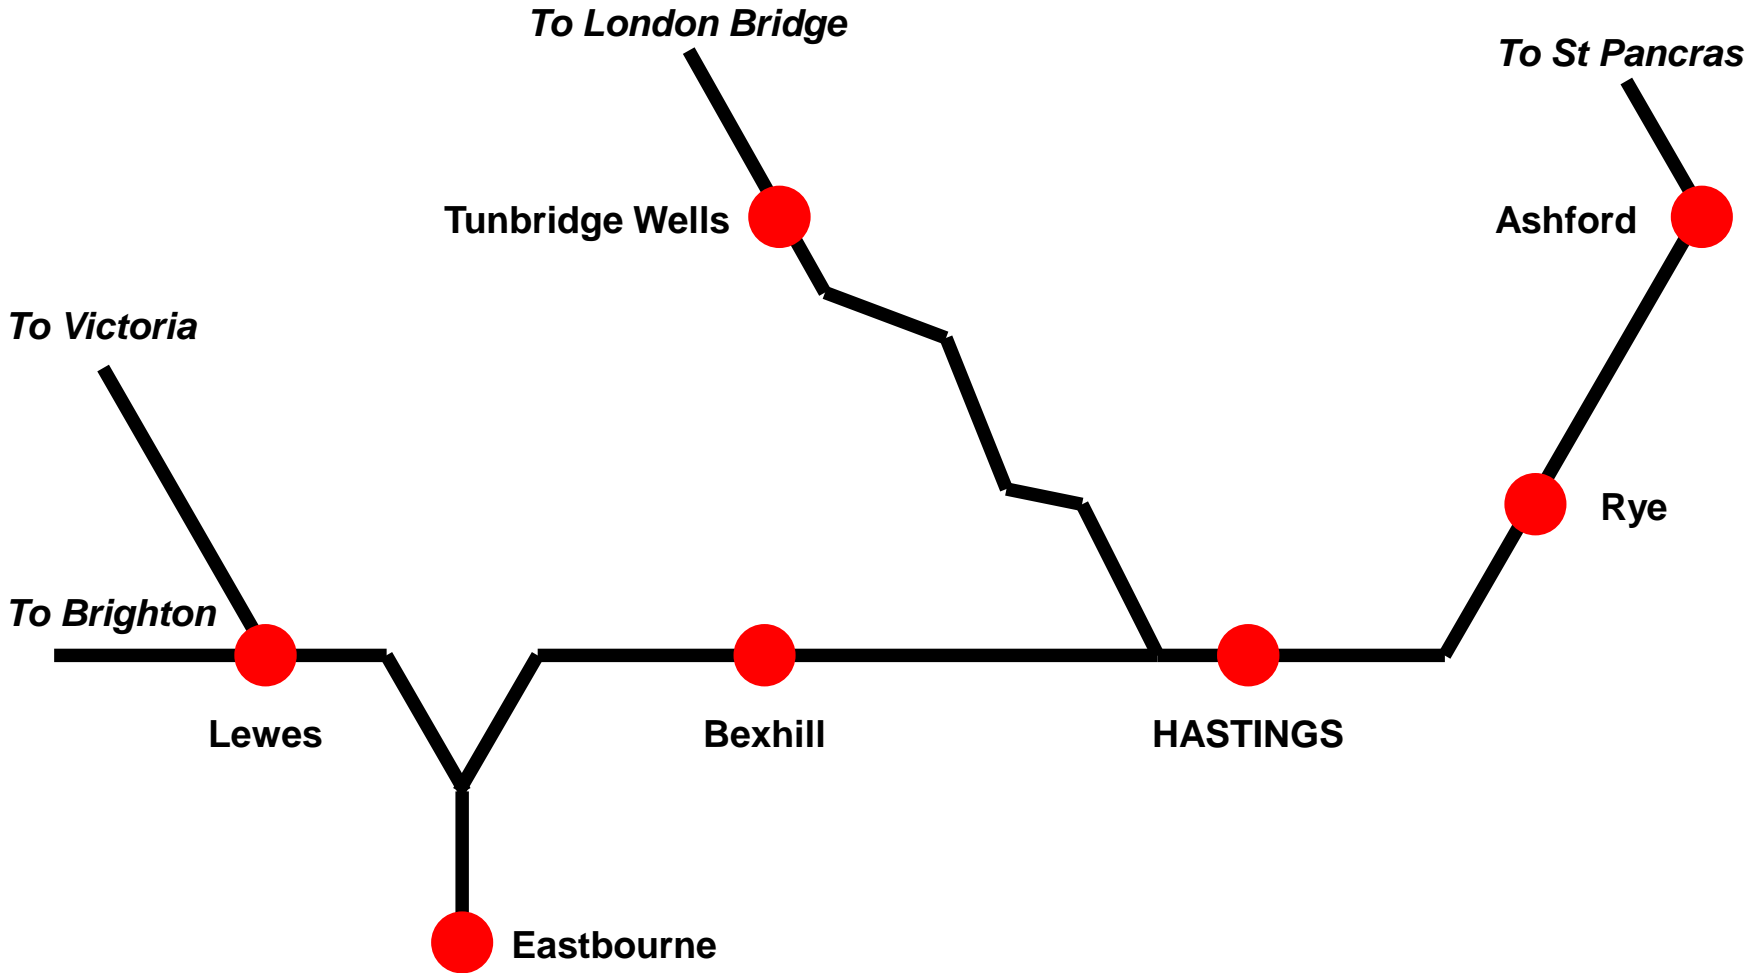 To London Bridge
To St Pancras
Tunbridge Wells
Ashford
To Victoria
Rye
To Brighton
Lewes
Bexhill
HASTINGS
Eastbourne